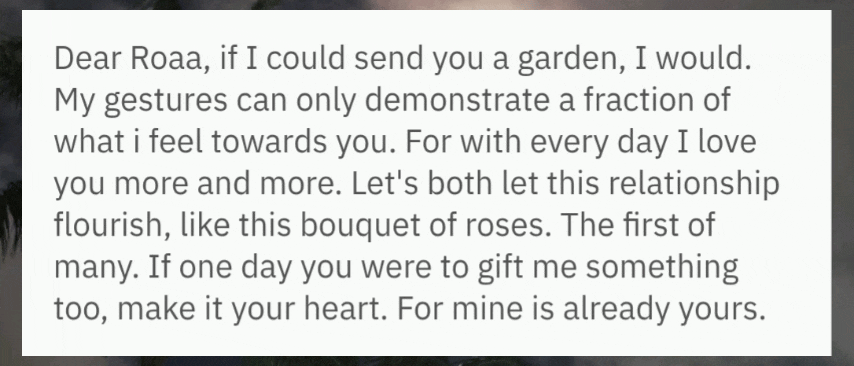 Dear Roaa, if I could send you a garden, I would.
My gestures can only demonstrate a fraction of
what i feel towards you. For with every day I love
you more and more. Let's both let this relationship
flourish, like this bouquet of roses. The first of
many. If one day you were to gift me something
too, make it your heart. For mine is already yours.